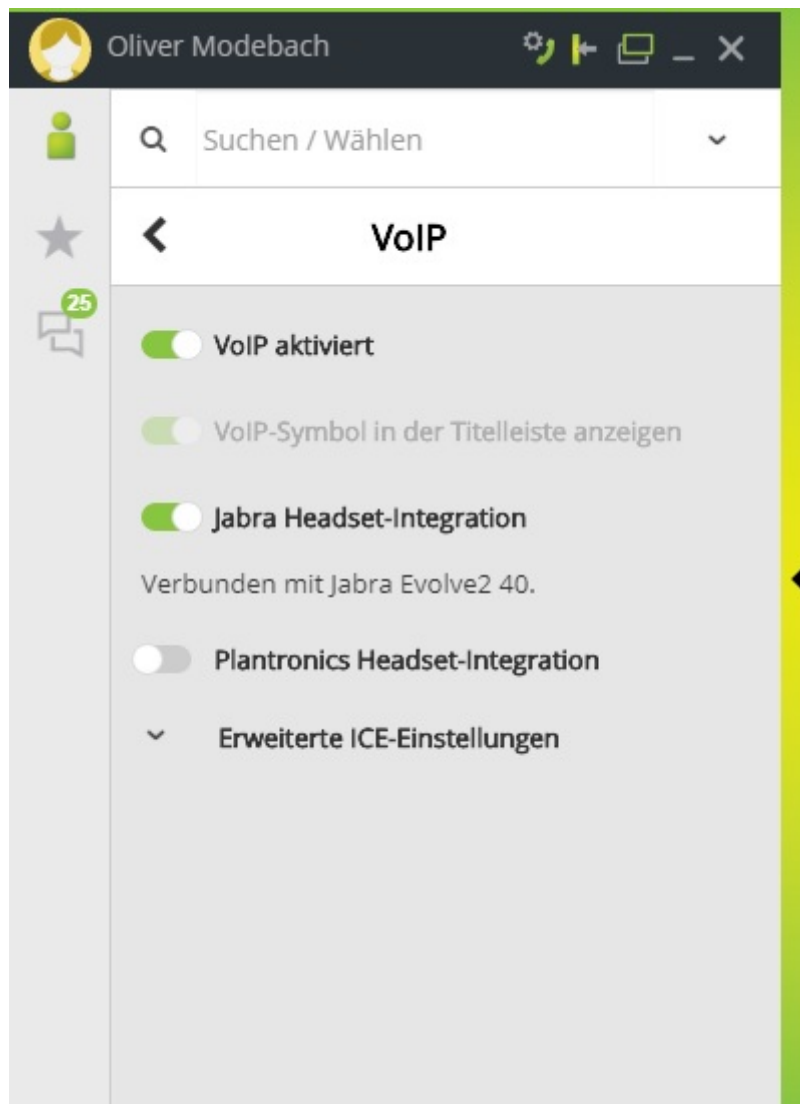 Oliver Modebach
Suchen / Wählen
VoIP
25
VoIP aktiviert
VoIP-Symbol in der Titelleiste anzeigen
Jabra Headset-Integration
Verbunden mit Jabra Evolve2 40.
Plantronics Headset-Integration
Erweiterte ICE-Einstellungen